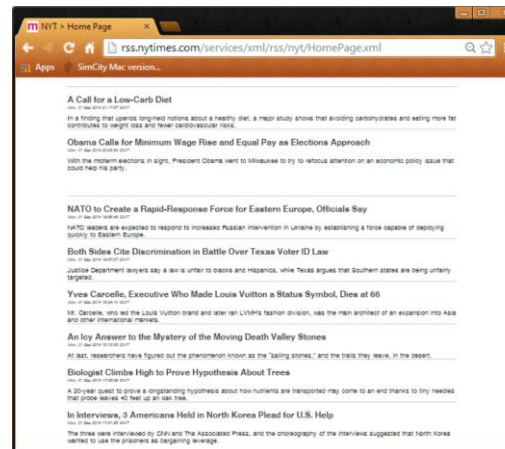 NYT > Home Page
rss.nytimes.com/services/xml/rss/nyt/HomePage.xml
Apps SimCity Mac version...
A Call for a Low-Carb Diet
In a finding that upends long-held notions about a healthy diet, a major study shows that avoiding carbohydrates and eating more fat
contributes to weight loss and fewer cardiovascular risks.
Obama Calls for Minimum Wage Rise and Equal Pay as Elections Approach
With the midterm elections in sight, President Obama went to Milwaukee to try to refocus attention on an economic policy issue that
could help his party.
NATO to Create a Rapid-Response Force for Eastern Europe, Officials Say
NATO leaders are expected to respond to increased Russian intervention in Ukraine by establishing a force capable of deploying
quickly to Eastern Europe.
Both Sides Cite Discrimination in Battle Over Texas Voter ID Law
Justice Department lawyers say a law is unfair to blacks and Hispanics, while Texas argues that Southern states are being unfairly
targeted.
Yves Carcelle, Executive Who Made Louis Vuitton a Status Symbol, Dies at 66
Mr. Carcelle, who led the Louis Vuitton brand and later ran LVMH's fashion division, was the main architect of an expansion into Asia
and other international markets.
An Icy Answer to the Mystery of the Moving Death Valley Stones
At last, researchers have figured out the phenomenon known as the "sailing stones," and the trails they leave, in the desert.
Biologist Climbs High to Prove Hypothesis About Trees
A 20-year quest to prove a longstanding hypothesis about how nutrients are transported may come to an end thanks to tiny needles
that probe leaves 40 feet up an oak tree.
In Interviews, 3 Americans Held in North Korea Plead for U.S. Help
The three were interviewed by CNN and The Associated Press, and the choreography of the interviews suggested that North Korea
wanted to use the prisoners as bargaining leverage.